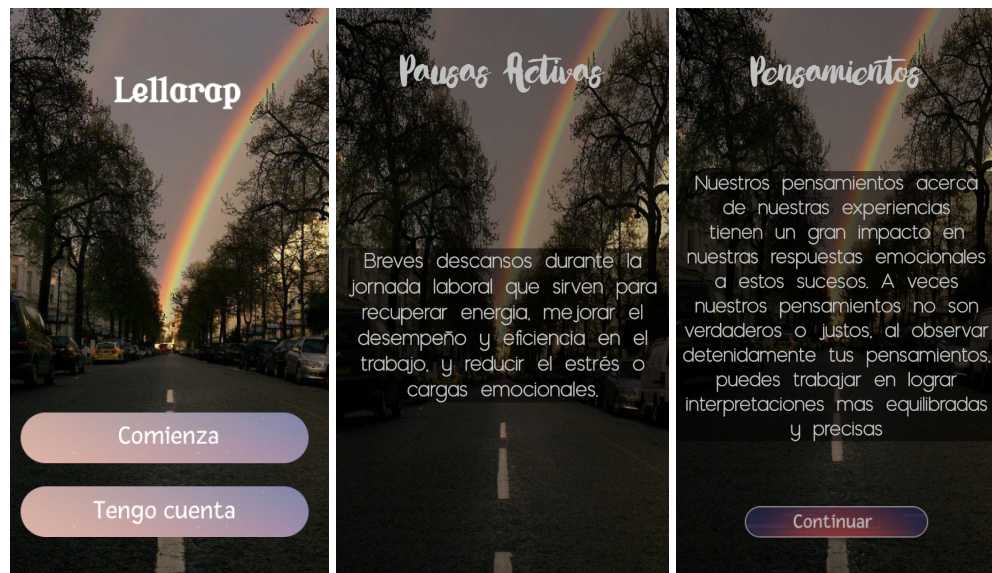 Lellarap
Comienza
Tengo cuenta
Pausas Activas
Breves descansos durante la
jornada laboral que sirven para
recuperar energia, mejorar el
desempeño y eficiencia en el
trabajo, y reducir el estrés o
cargas emocionales.
Pensamientos
Nuestros pensamientos acerca
de nuestras experiencias
tienen un gran impacto en
nuestras respuestas emocionales
a estos sucesos. A veces
nuestros pensamientos no son
verdaderos o justos, al observar
detenidamente tus pensamientos,
puedes trabajar en lograr
interpretaciones mas equilibradas
y precisas
Continuar